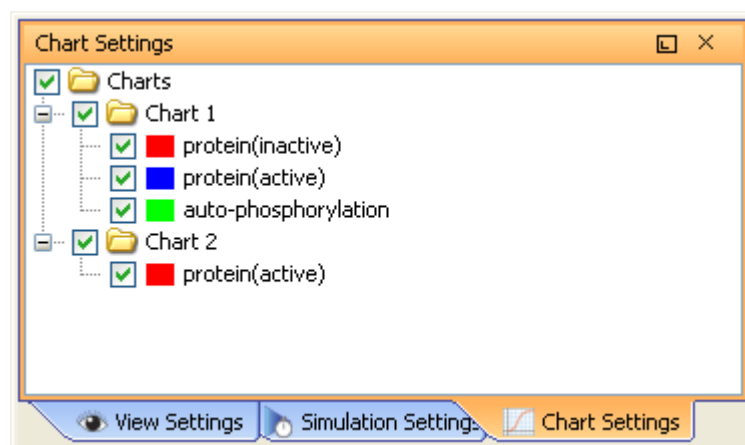 Chart Settings
Charts
Chart 1
protein(inactive)
protein(active)
auto-phosphorylation
Chart 2
protein(active)
View Settings Simulation Settings Chart Settings